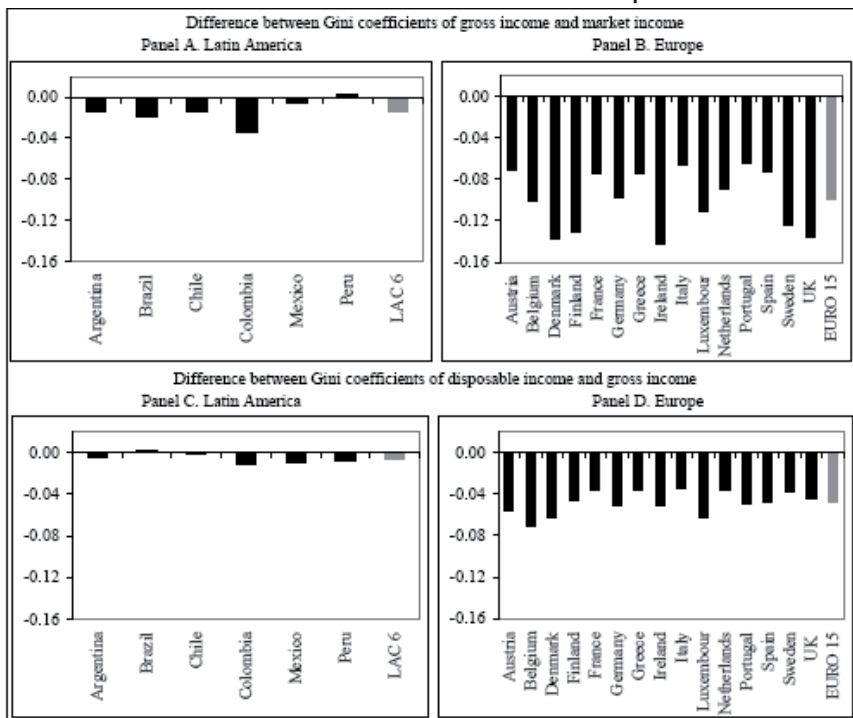 Difference between Gini coefficients of gross income and market income
Panel A. Latin America
Panel B. Europe
0.00
-0.04
-0.08
-0.12
-0.16
Argentina
Brazil
Chile
Colombia
Mexico
Peru
LAC 6
0.00
-0.04
-0.08
-0.12
-0.16
Austria
Belgium
Denmark
Finland
France
Germany
Greece
Ireland
Italy
Luxembour
Netherlands
Portugal
Spain
Sweden
UK
EURO 15
Difference between Gini coefficients of disposable income and gross income
Panel C. Latin America
Panel D. Europe
0.00
-0.04
-0.08
-0.12
-0.16
Argentina
Brazil
Chile
Colombia
Mexico
Peru
LAC 6
0.00
-0.04
-0.08
-0.12
-0.16
Austria
Belgium
Denmark
Finland
France
Germany
Greece
Ireland
Italy
Luxembour
Netherlands
Portugal
Spain
Sweden
UK
EURO 15